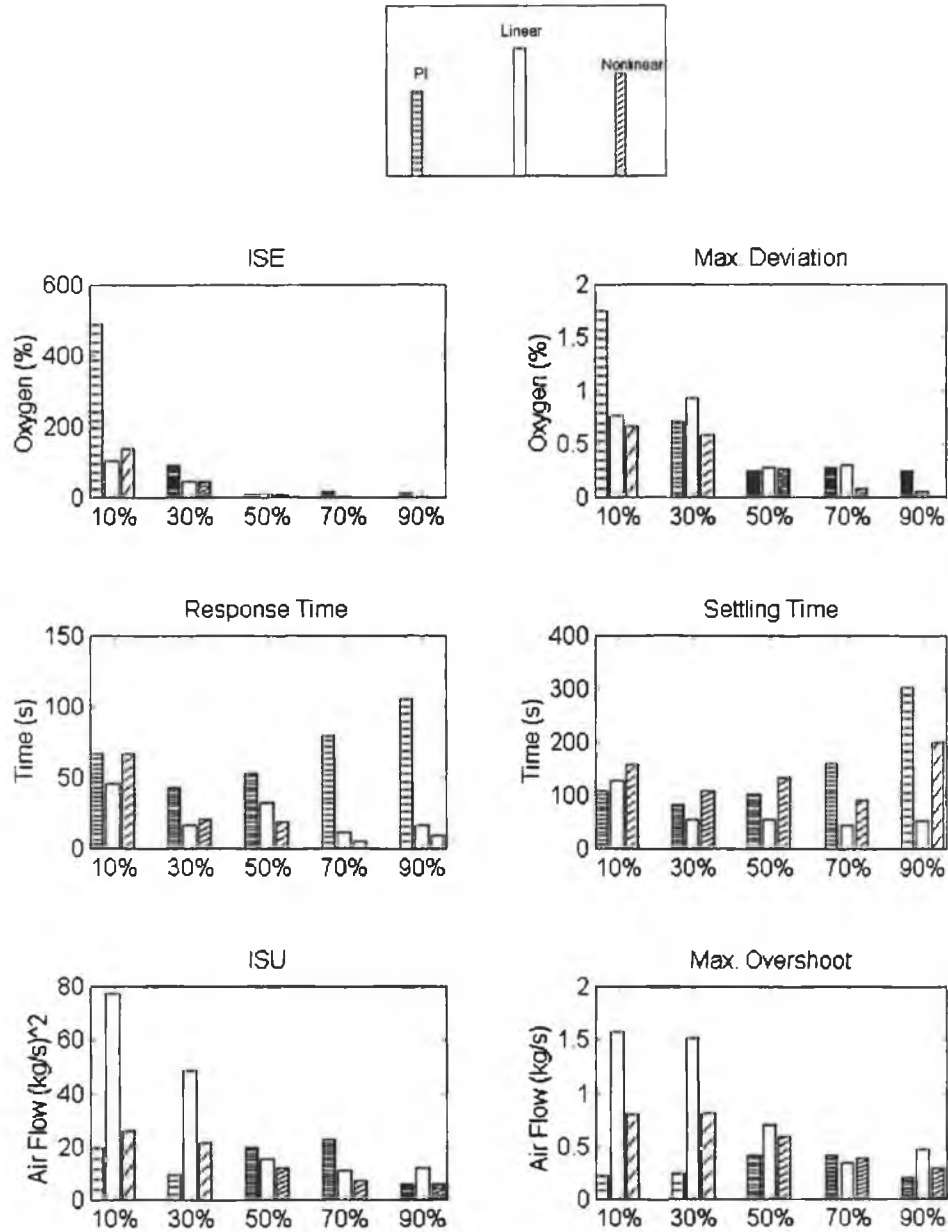 Linear
PI
Nonlinear
ISE
Oxygen (%)
600
400
200
0
10% 30% 50% 70% 90%
Max. Deviation
Oxygen (%)
2
1.5
1
0.5
0
10% 30% 50% 70% 90%
Response Time
Time (s)
150
100
50
0
10% 30% 50% 70% 90%
Settling Time
Time (s)
400
300
200
100
0
10% 30% 50% 70% 90%
ISU
Air Flow (kg/s)^2
80
60
40
20
0
10% 30% 50% 70% 90%
Max. Overshoot
Air Flow (kg/s)
2
1.5
1
0.5
0
10% 30% 50% 70% 90%